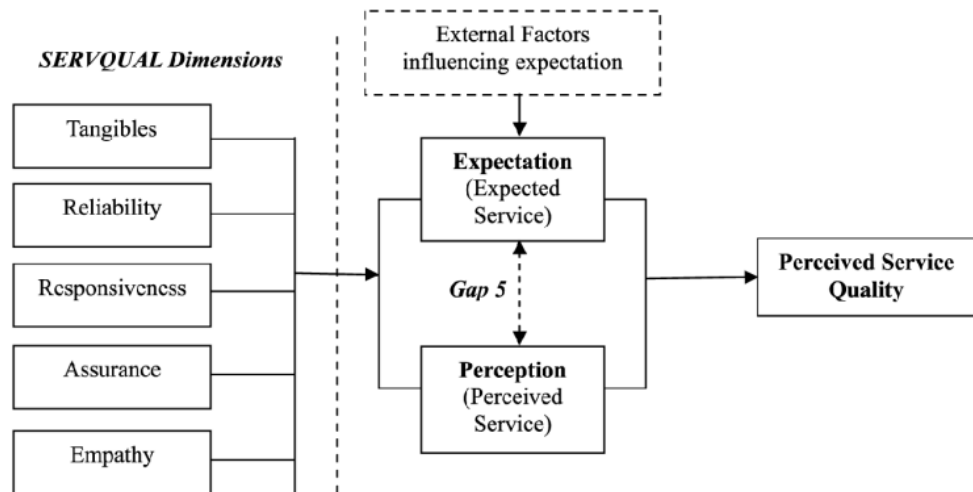 SERVQUAL Dimensions
Tangibles
Reliability
Responsiveness
Assurance
Empathy
External Factors
influencing expectation
Expectation
(Expected
Service)
Gap 5
Perception
(Perceived
Service)
Perceived Service
Quality